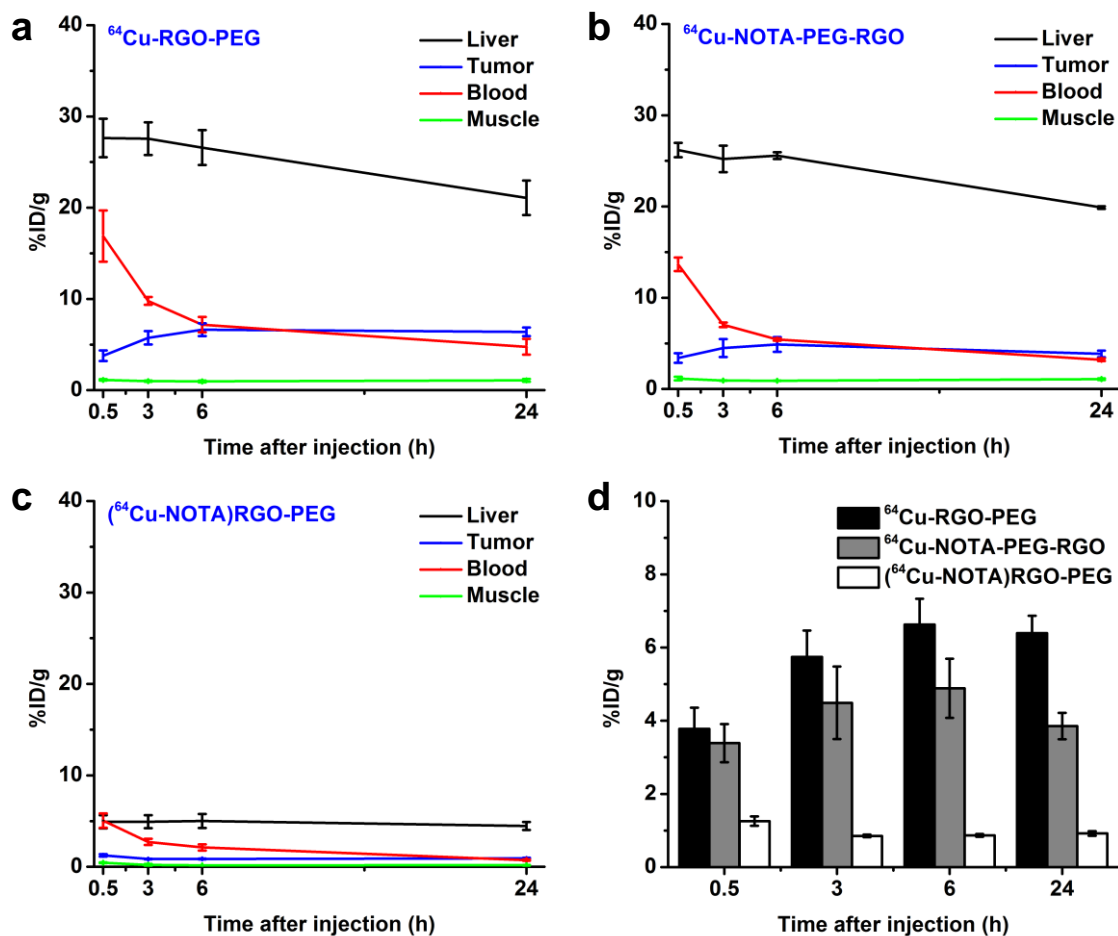 a
⁶⁴Cu-RGO-PEG
Liver
Tumor
Blood
Muscle
40
30
20
10
0
%ID/g
0.5 3 6 24
Time after injection (h)
b
⁶⁴Cu-NOTA-PEG-RGO
Liver
Tumor
Blood
Muscle
40
30
20
10
0
%ID/g
0.5 3 6 24
Time after injection (h)
c
(⁶⁴Cu-NOTA)RGO-PEG
Liver
Tumor
Blood
Muscle
40
30
20
10
0
%ID/g
0.5 3 6 24
Time after injection (h)
d
⁶⁴Cu-RGO-PEG
⁶⁴Cu-NOTA-PEG-RGO
(⁶⁴Cu-NOTA)RGO-PEG
10
8
6
4
2
0
%ID/g
0.5 3 6 24
Time after injection (h)